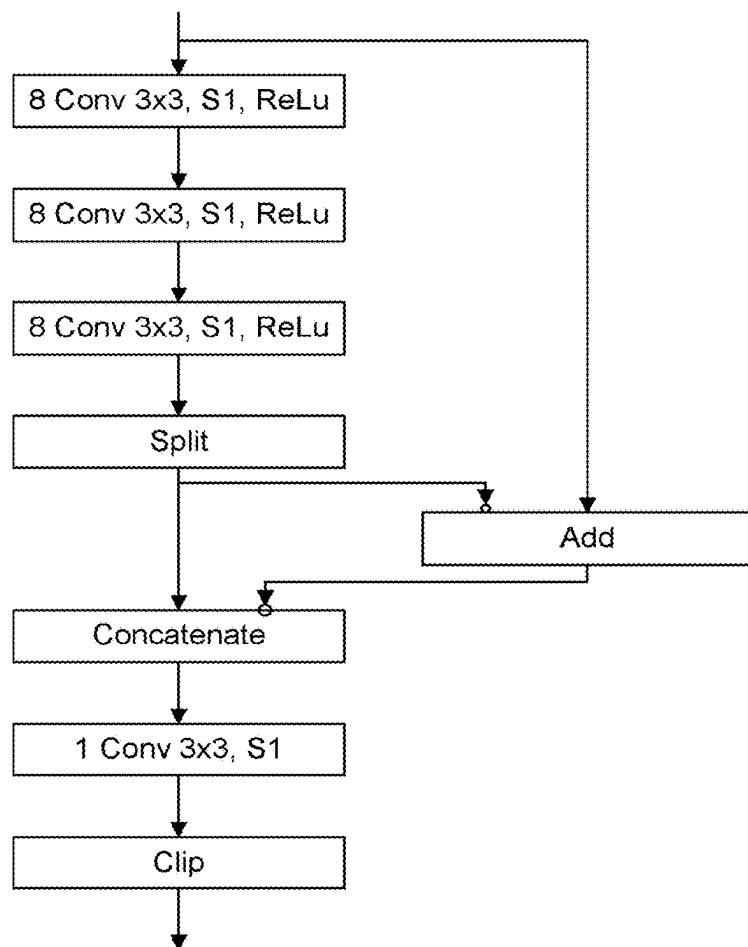 8 Conv 3x3, S1, ReLu
8 Conv 3x3, S1, ReLu
8 Conv 3x3, S1, ReLu
Split
Add
Concatenate
1 Conv 3x3, S1
Clip